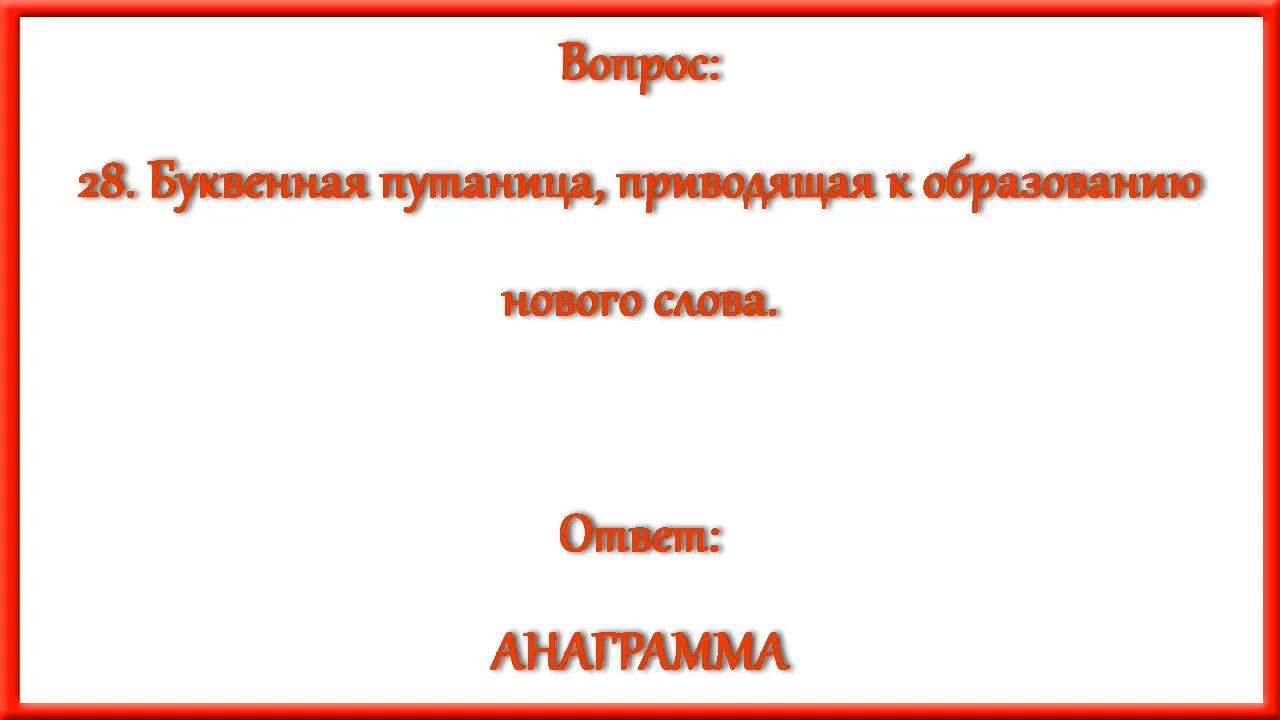 Вопрос:
28. Буквенная путаница, приводящая к образованию
нового слова.
Ответ:
АНАГРАММА